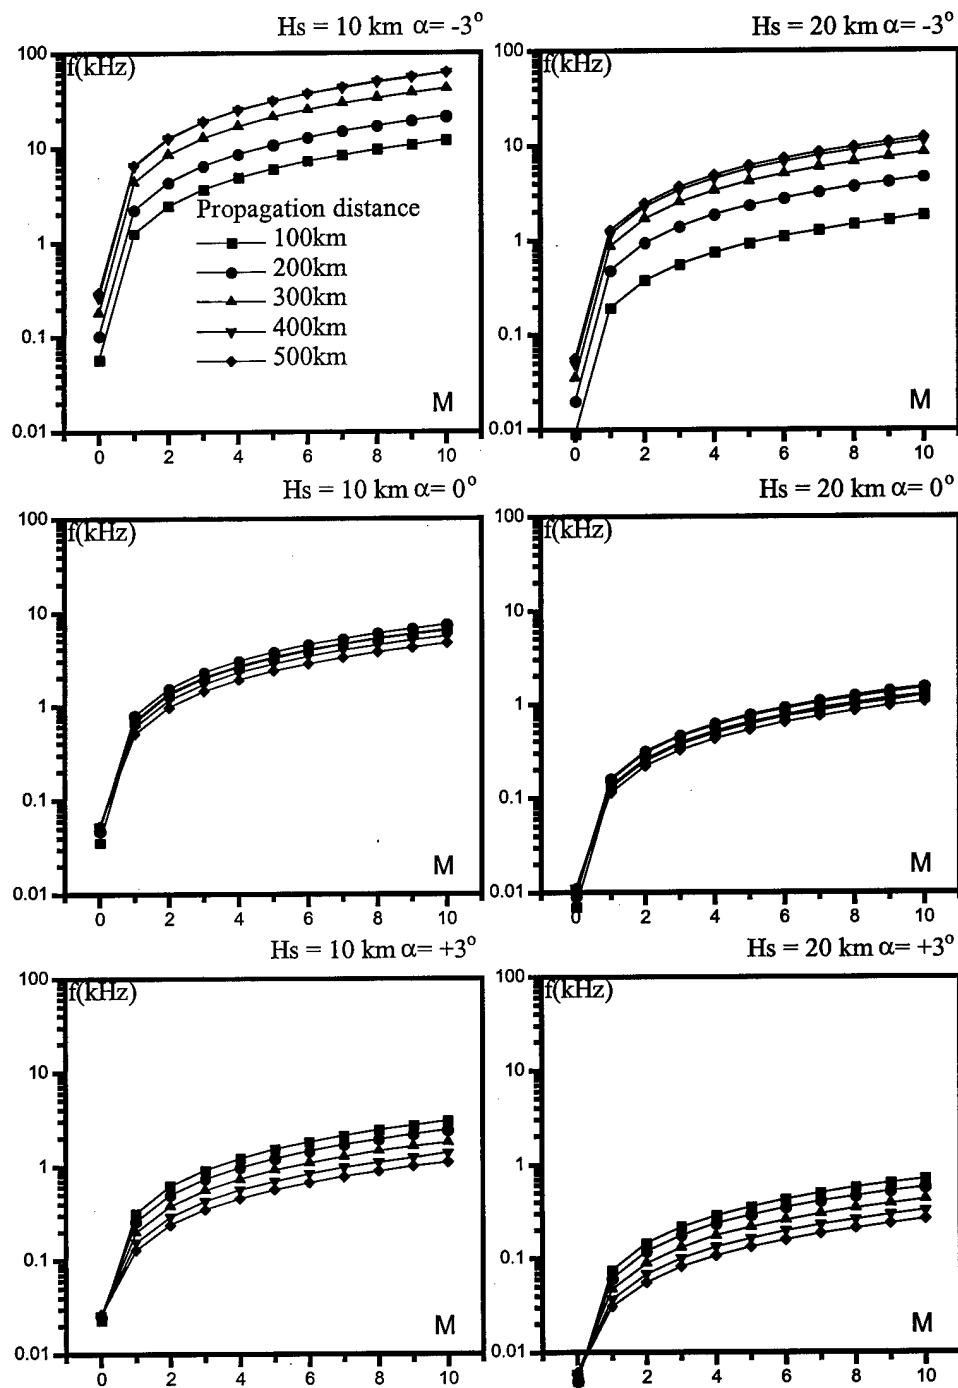 Hs = 10 km α= -3°
Hs = 20 km α= -3°
100
f(kHz)
10
1
0.1
0.01
Propagation distance
100km
200km
300km
400km
500km
M
0 2 4 6 8 10
100
f(kHz)
10
1
0.1
0.01
M
0 2 4 6 8 10
Hs = 10 km α= 0°
Hs = 20 km α= 0°
100
f(kHz)
10
1
0.1
0.01
M
0 2 4 6 8 10
100
f(kHz)
10
1
0.1
0.01
M
0 2 4 6 8 10
Hs = 10 km α= +3°
Hs = 20 km α= +3°
100
f(kHz)
10
1
0.1
0.01
M
0 2 4 6 8 10
100
f(kHz)
10
1
0.1
0.01
M
0 2 4 6 8 10